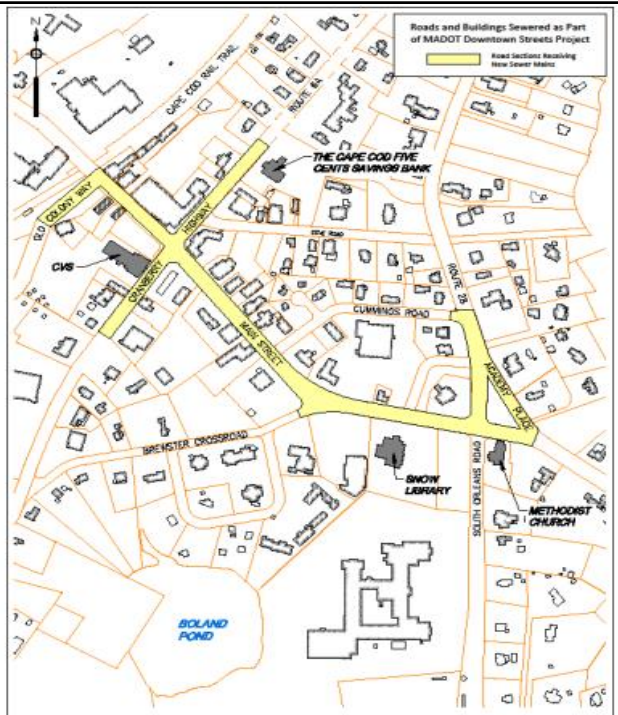 Roads and Buildings Sewered as Part
of MADOT Downtown Streets Project
Road Sections Receiving
New Sewer Mains
N
CAPE COD RAIL TRAIL
ROUTE 6A
THE CAPE COD FIVE
CENTS SAVINGS BANK
OLD COLONY WAY
HIGHWAY
COVE ROAD
CVS
CRANBERRY
ROUTE 28
CUMMINGS ROAD
MAIN STREET
ACADEMY PLACE
BREWSTER CROSSROAD
SNOW
LIBRARY
SOUTH ORLEANS ROAD
METHODIST
CHURCH
BOLAND
POND